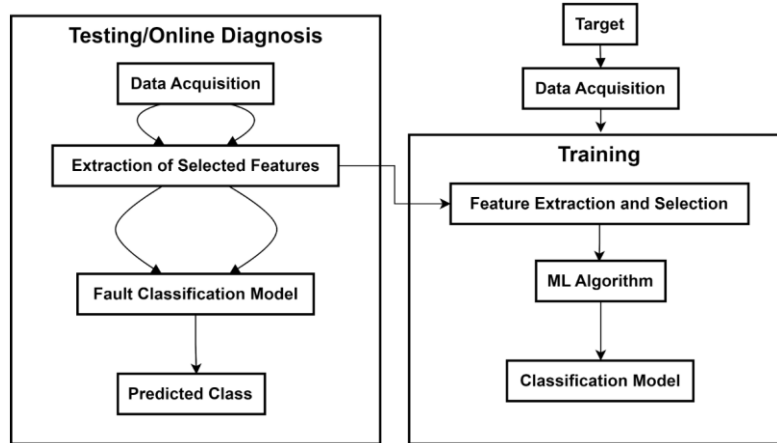 Testing/Online Diagnosis
Data Acquisition
Extraction of Selected Features
Fault Classification Model
Predicted Class
Target
Data Acquisition
Training
Feature Extraction and Selection
ML Algorithm
Classification Model